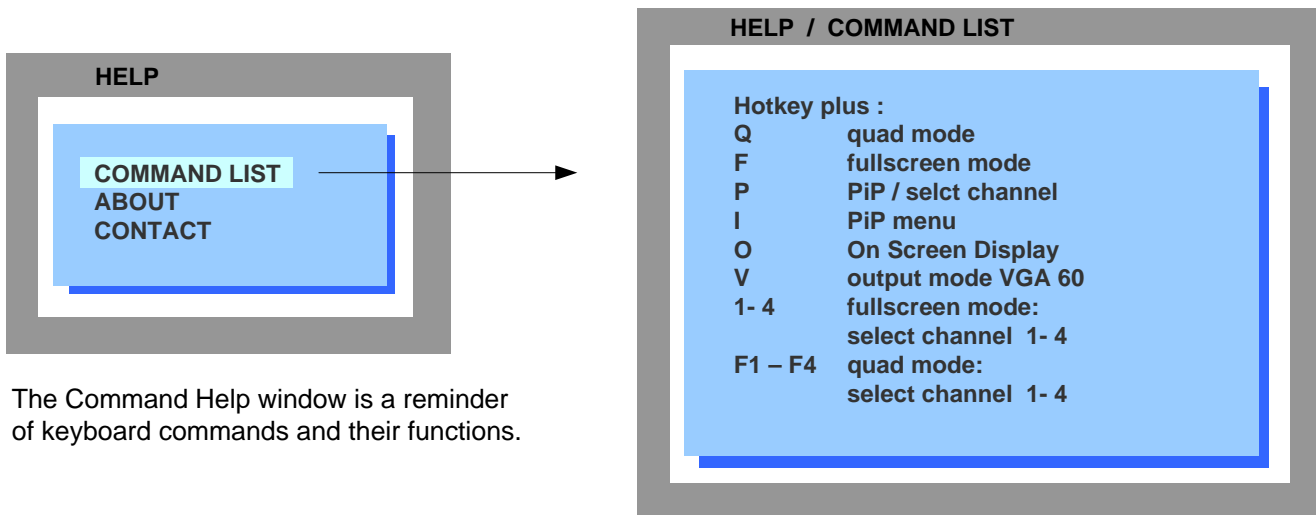 HELP
COMMAND LIST
ABOUT
CONTACT
The Command Help window is a reminder
of keyboard commands and their functions.
HELP / COMMAND LIST
Hotkey plus :
Q quad mode
F fullscreen mode
P PiP / selct channel
I PiP menu
O On Screen Display
V output mode VGA 60
1- 4 fullscreen mode:
select channel 1- 4
F1 – F4 quad mode:
select channel 1- 4